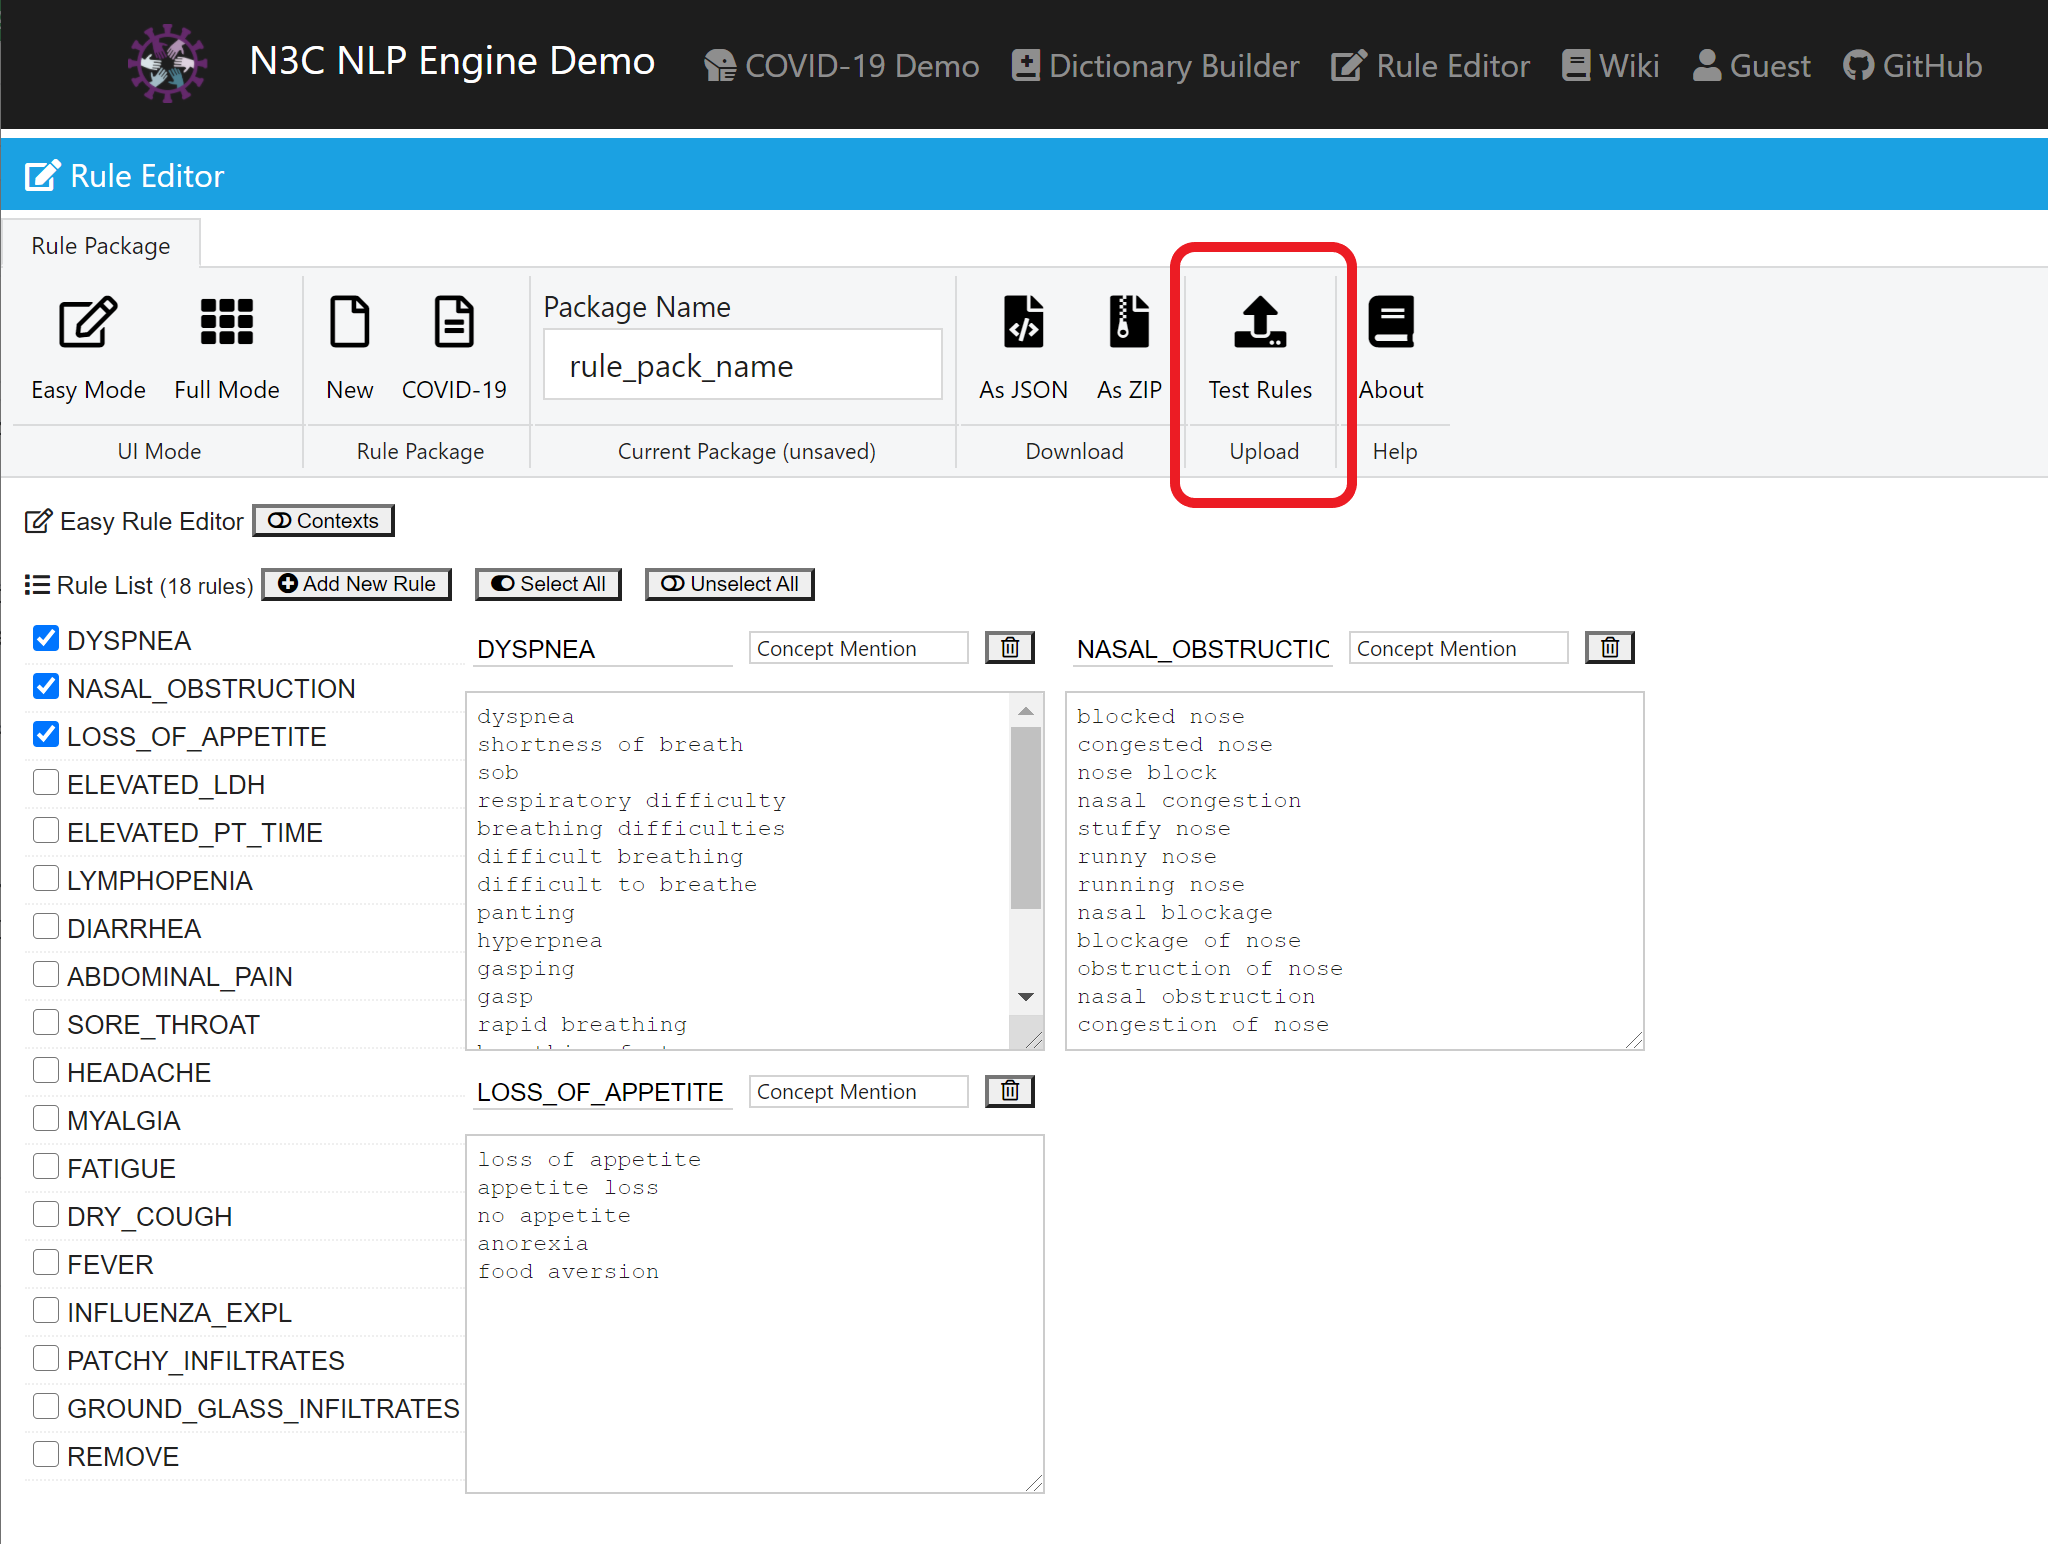 N3C NLP Engine Demo
COVID-19 Demo
Dictionary Builder
Rule Editor
Wiki
Guest
GitHub
Rule Editor
Rule Package
Easy Mode
Full Mode
UI Mode
New
COVID-19
Rule Package
Package Name
rule_pack_name
Current Package (unsaved)
As JSON
As ZIP
Download
Test Rules
Upload
About
Help
Easy Rule Editor
Contexts
Rule List (18 rules)
Add New Rule
Select All
Unselect All
DYSPNEA
NASAL_OBSTRUCTION
LOSS_OF_APPETITE
ELEVATED_LDH
ELEVATED_PT_TIME
LYMPHOPENIA
DIARRHEA
ABDOMINAL_PAIN
SORE_THROAT
HEADACHE
MYALGIA
FATIGUE
DRY_COUGH
FEVER
INFLUENZA_EXPL
PATCHY_INFILTRATES
GROUND_GLASS_INFILTRATES
REMOVE
DYSPNEA
Concept Mention
dyspnea
shortness of breath
sob
respiratory difficulty
breathing difficulties
difficult breathing
difficult to breathe
panting
hyperpnea
gasping
gasp
rapid breathing
NASAL_OBSTRUCTIO
Concept Mention
blocked nose
congested nose
nose block
nasal congestion
stuffy nose
runny nose
running nose
nasal blockage
blockage of nose
obstruction of nose
nasal obstruction
congestion of nose
LOSS_OF_APPETITE
Concept Mention
loss of appetite
appetite loss
no appetite
anorexia
food aversion